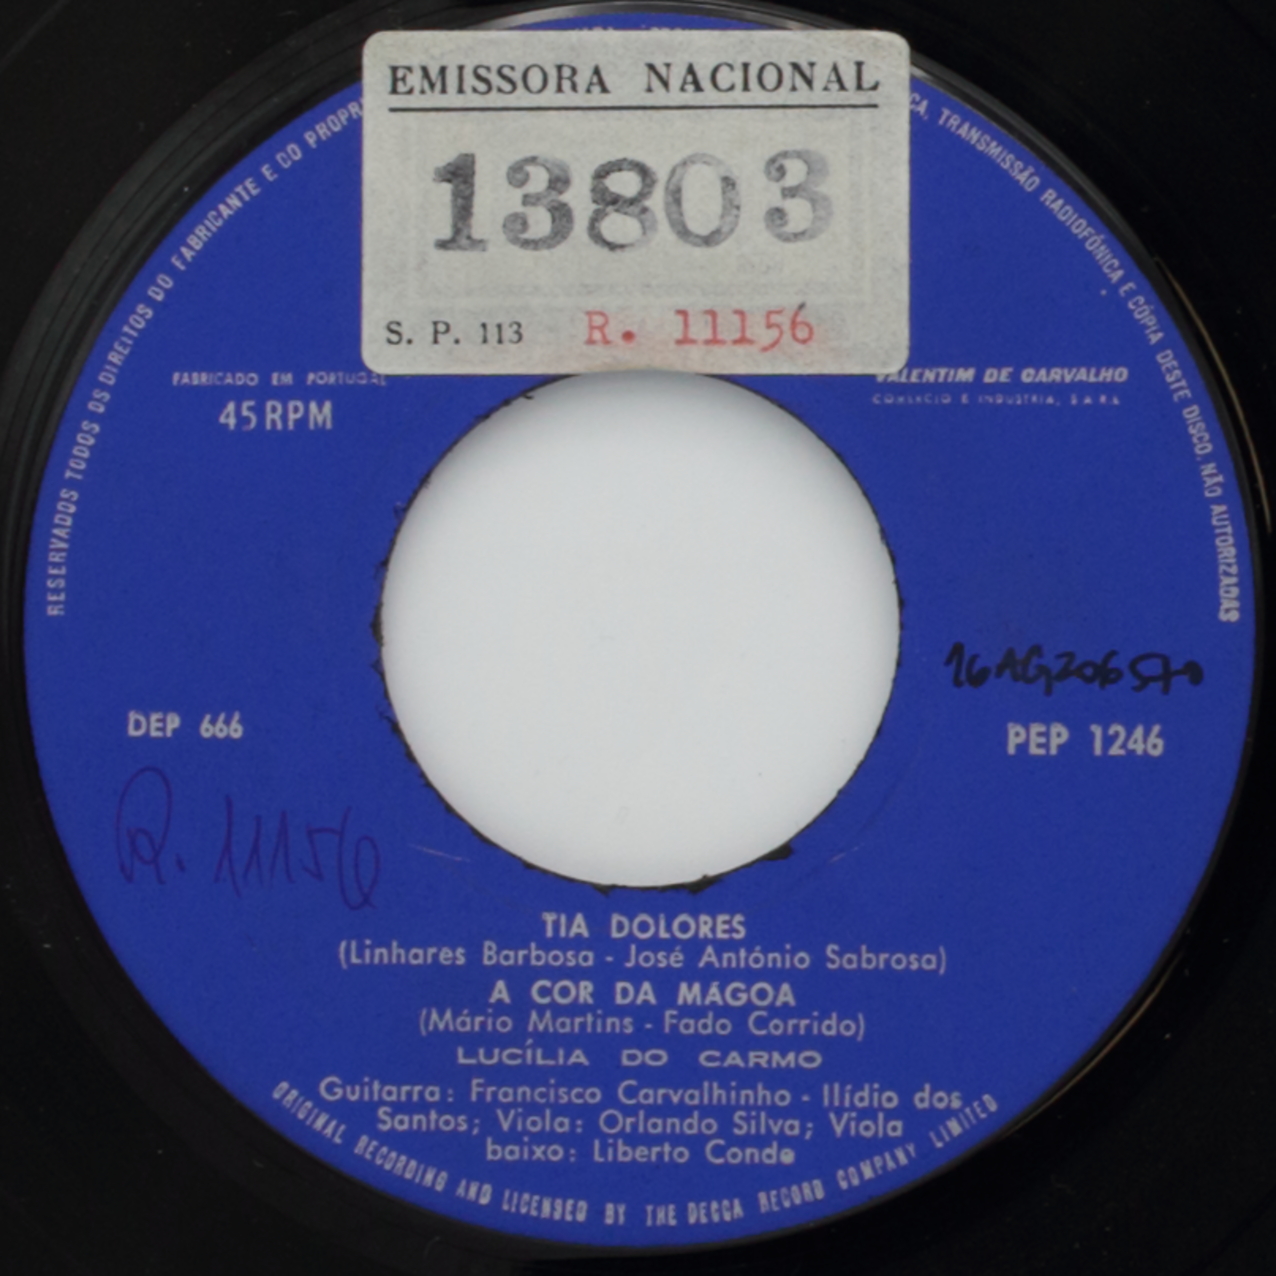 EMISSORA NACIONAL
13803
S. P. 113 R. 11156
RESERVADOS TODOS OS DIREITOS DO FABRICANTE E DO
TRANSMISSÃO RADIOFÓNICA E CÓPIA DESTE DISCO, NÃO AUTORIZADAS
FABRICADO EM PORTUGAL
45 RPM
VALENTIM DE CARVALHO
COMÉRCIO E INDÚSTRIA, S.A.R.L.
DEP 666
PEP 1246
R. 11156
TIA DOLORES
(Linhares Barbosa - José António Sabrosa)
A COR DA MÁGOA
(Mário Martins - Fado Corrido)
LUCÍLIA DO CARMO
Guitarra: Francisco Carvalhinho - Ilídio dos
Santos; Viola: Orlando Silva; Viola
baixo: Liberto Conde
ORIGINAL RECORDING AND LICENSED BY THE DECCA RECORD COMPANY LIMITED